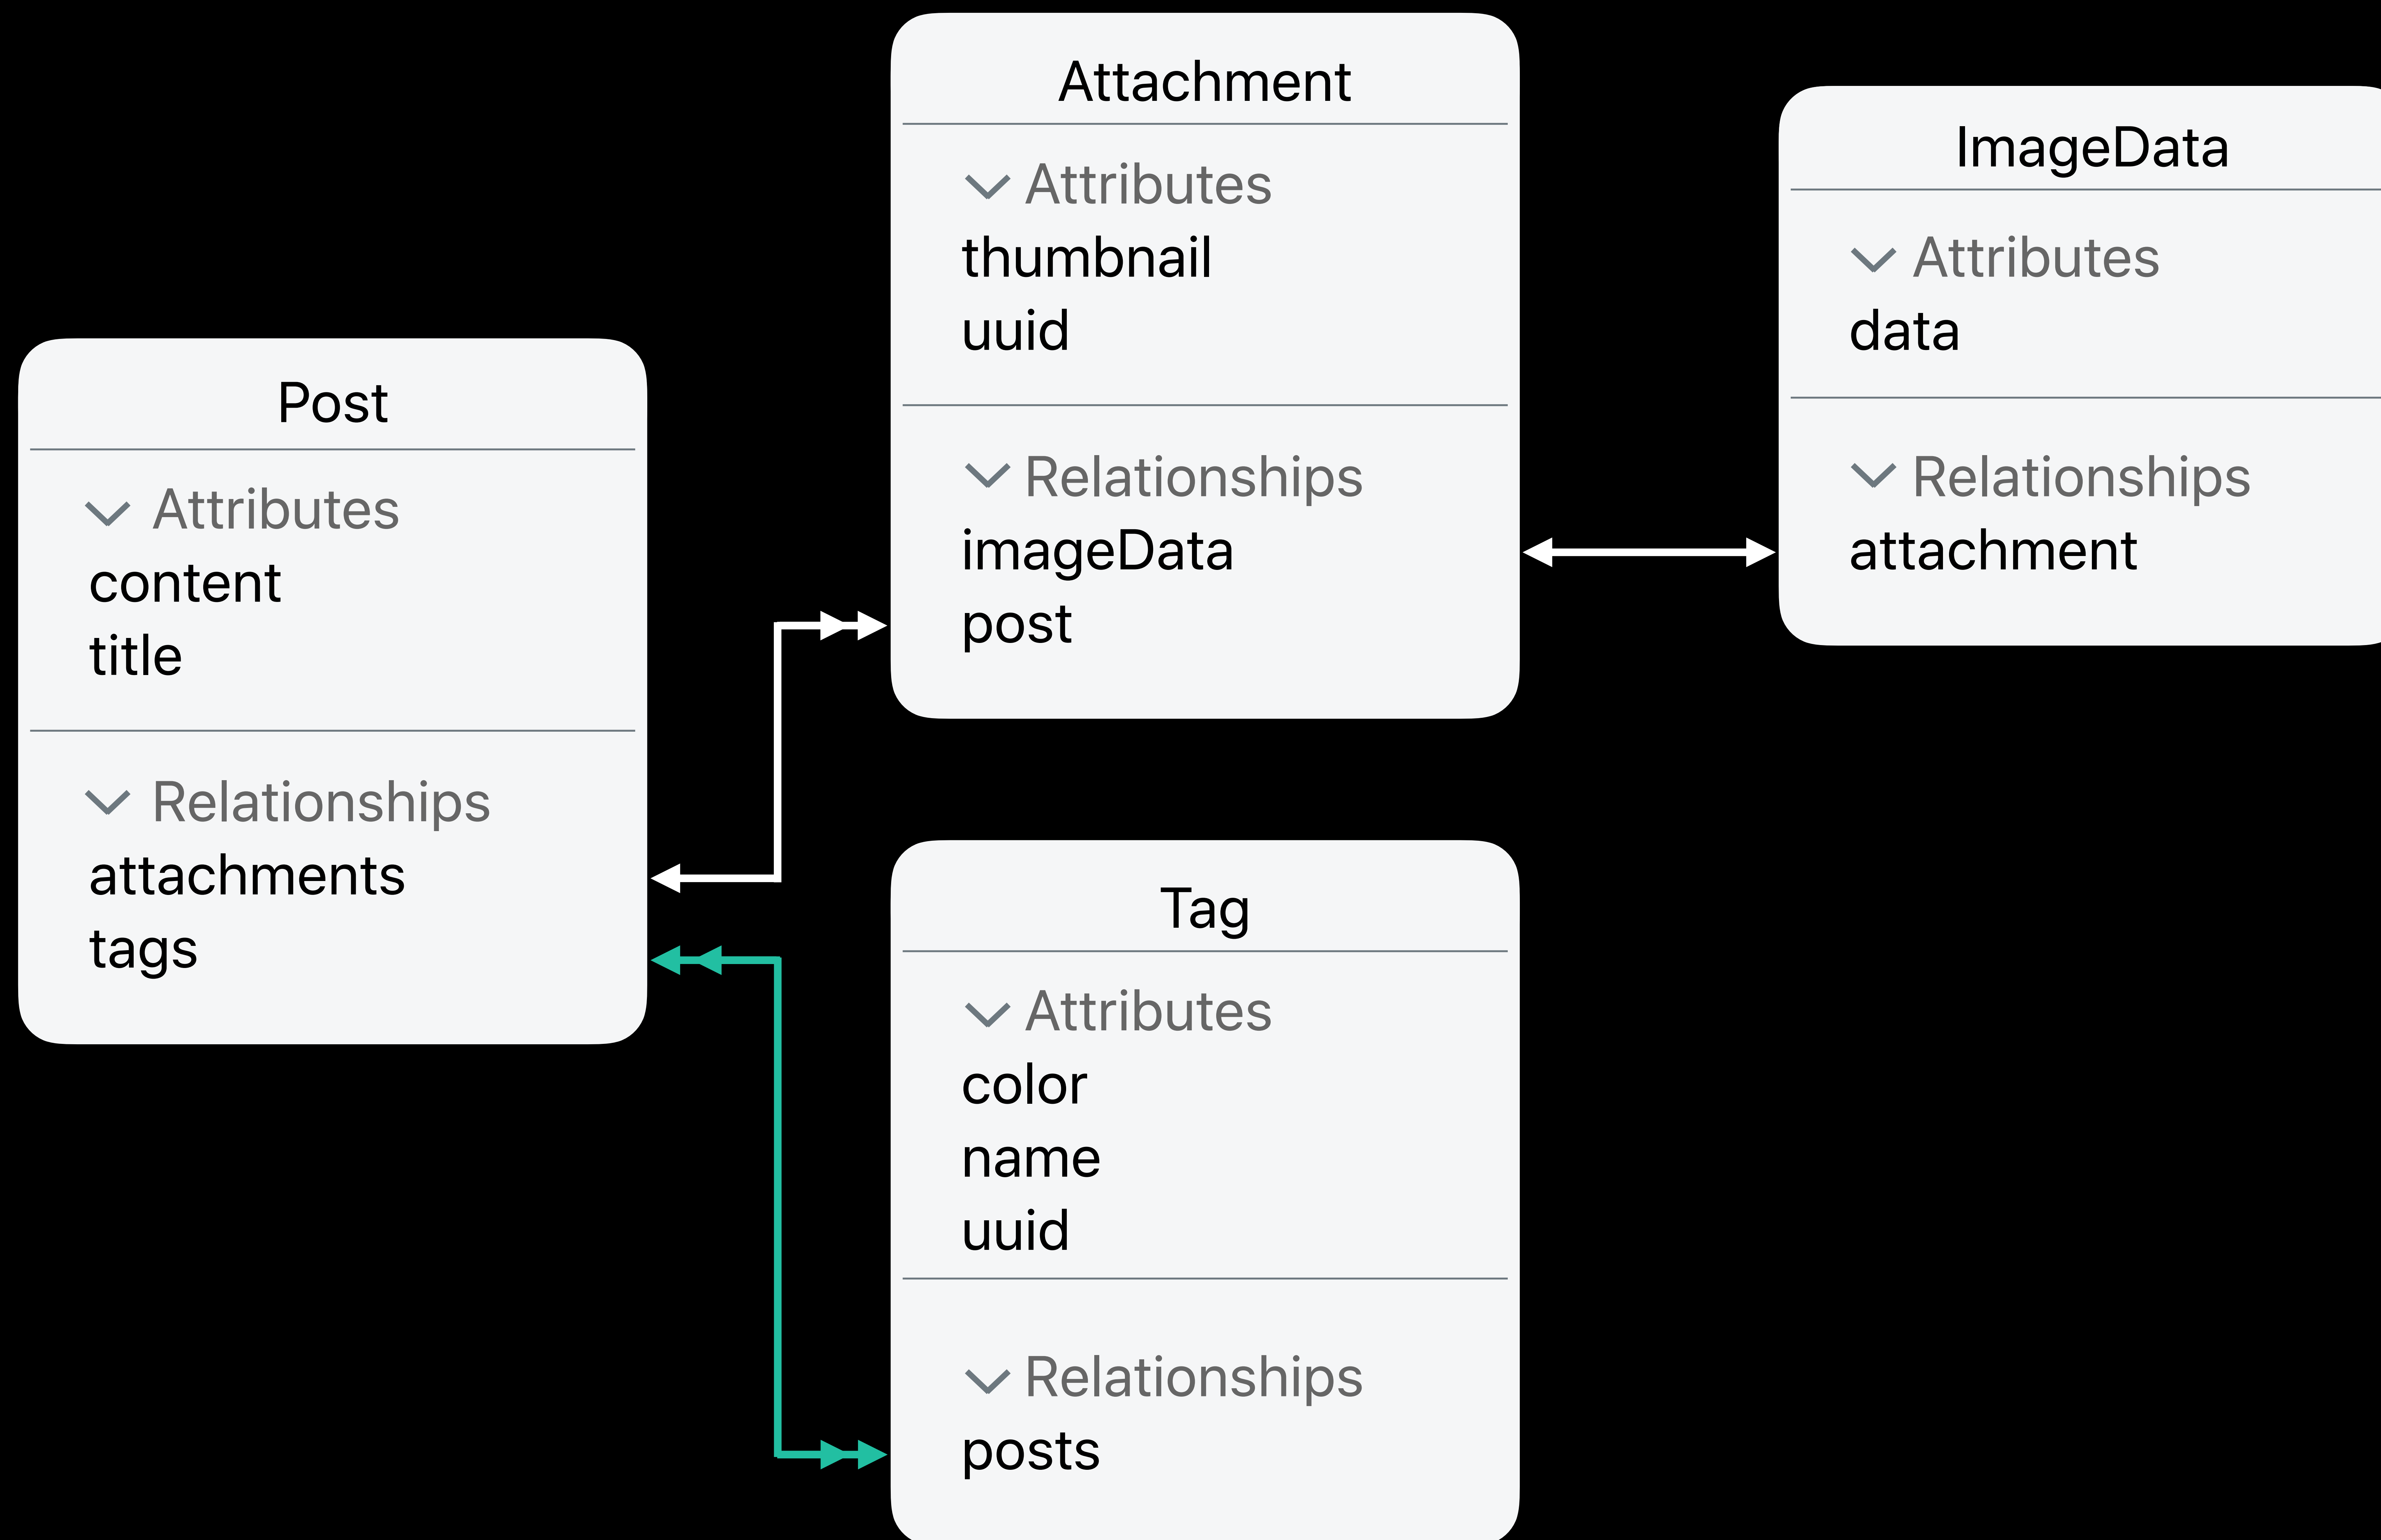 Post
Attributes
content
title
Relationships
attachments
tags
Attachment
Attributes
thumbnail
uuid
Relationships
imageData
post
ImageData
Attributes
data
Relationships
attachment
Tag
Attributes
color
name
uuid
Relationships
posts